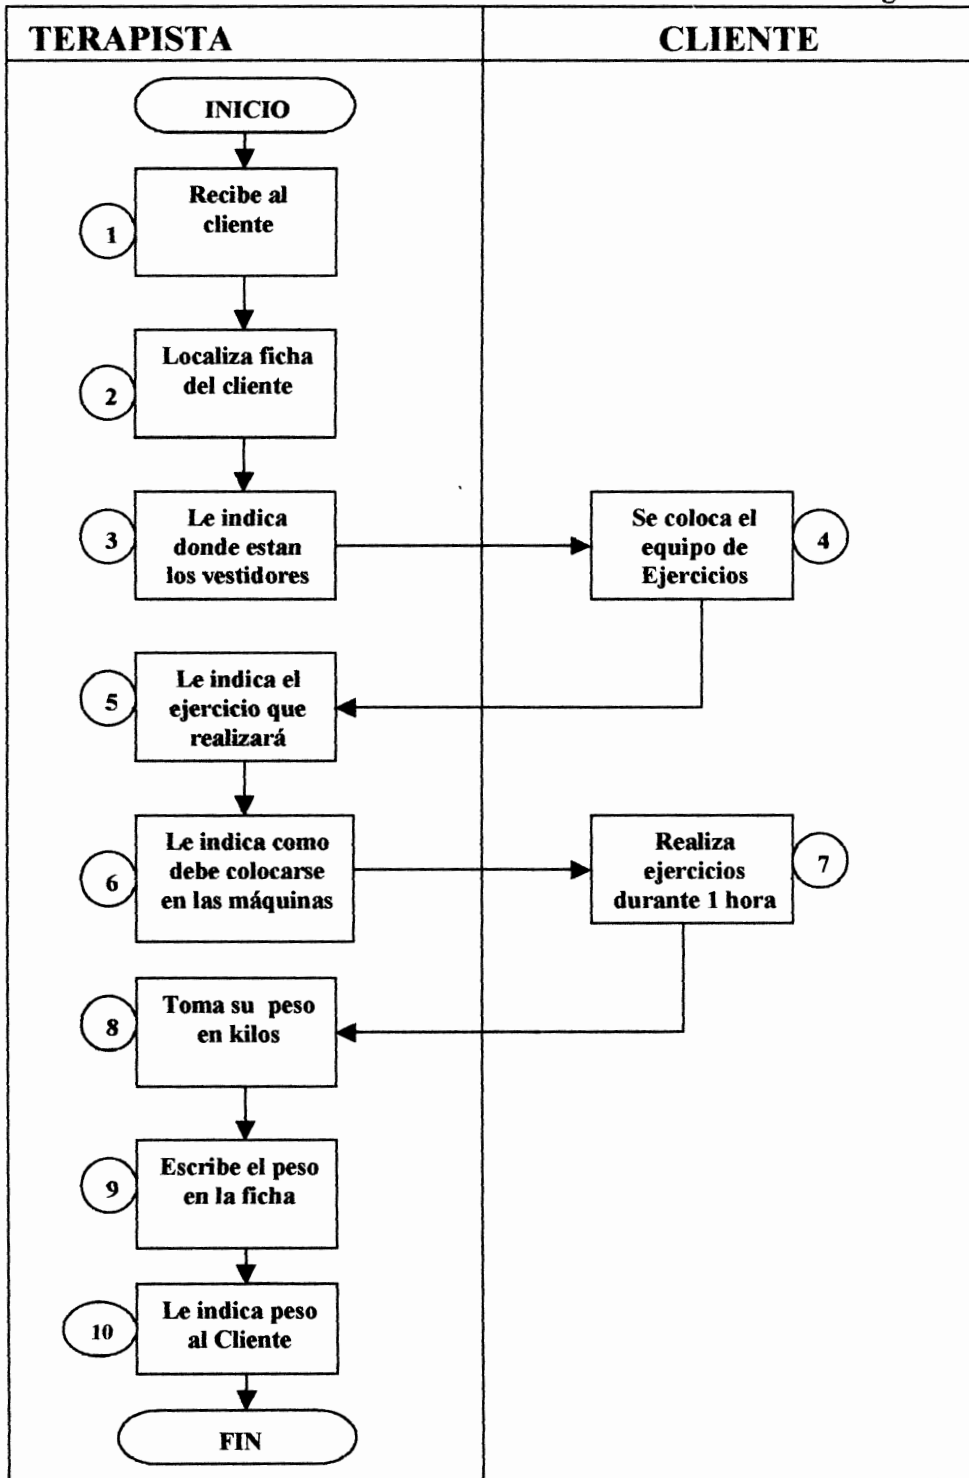 TERAPISTA
CLIENTE
INICIO
1
Recibe al
cliente
2
Localiza ficha
del cliente
3
Le indica
donde estan
los vestidores
Se coloca el
equipo de
Ejercicios
4
5
Le indica el
ejercicio que
realizará
6
Le indica como
debe colocarse
en las máquinas
Realiza
ejercicios
durante 1 hora
7
8
Toma su peso
en kilos
9
Escribe el peso
en la ficha
10
Le indica peso
al Cliente
FIN